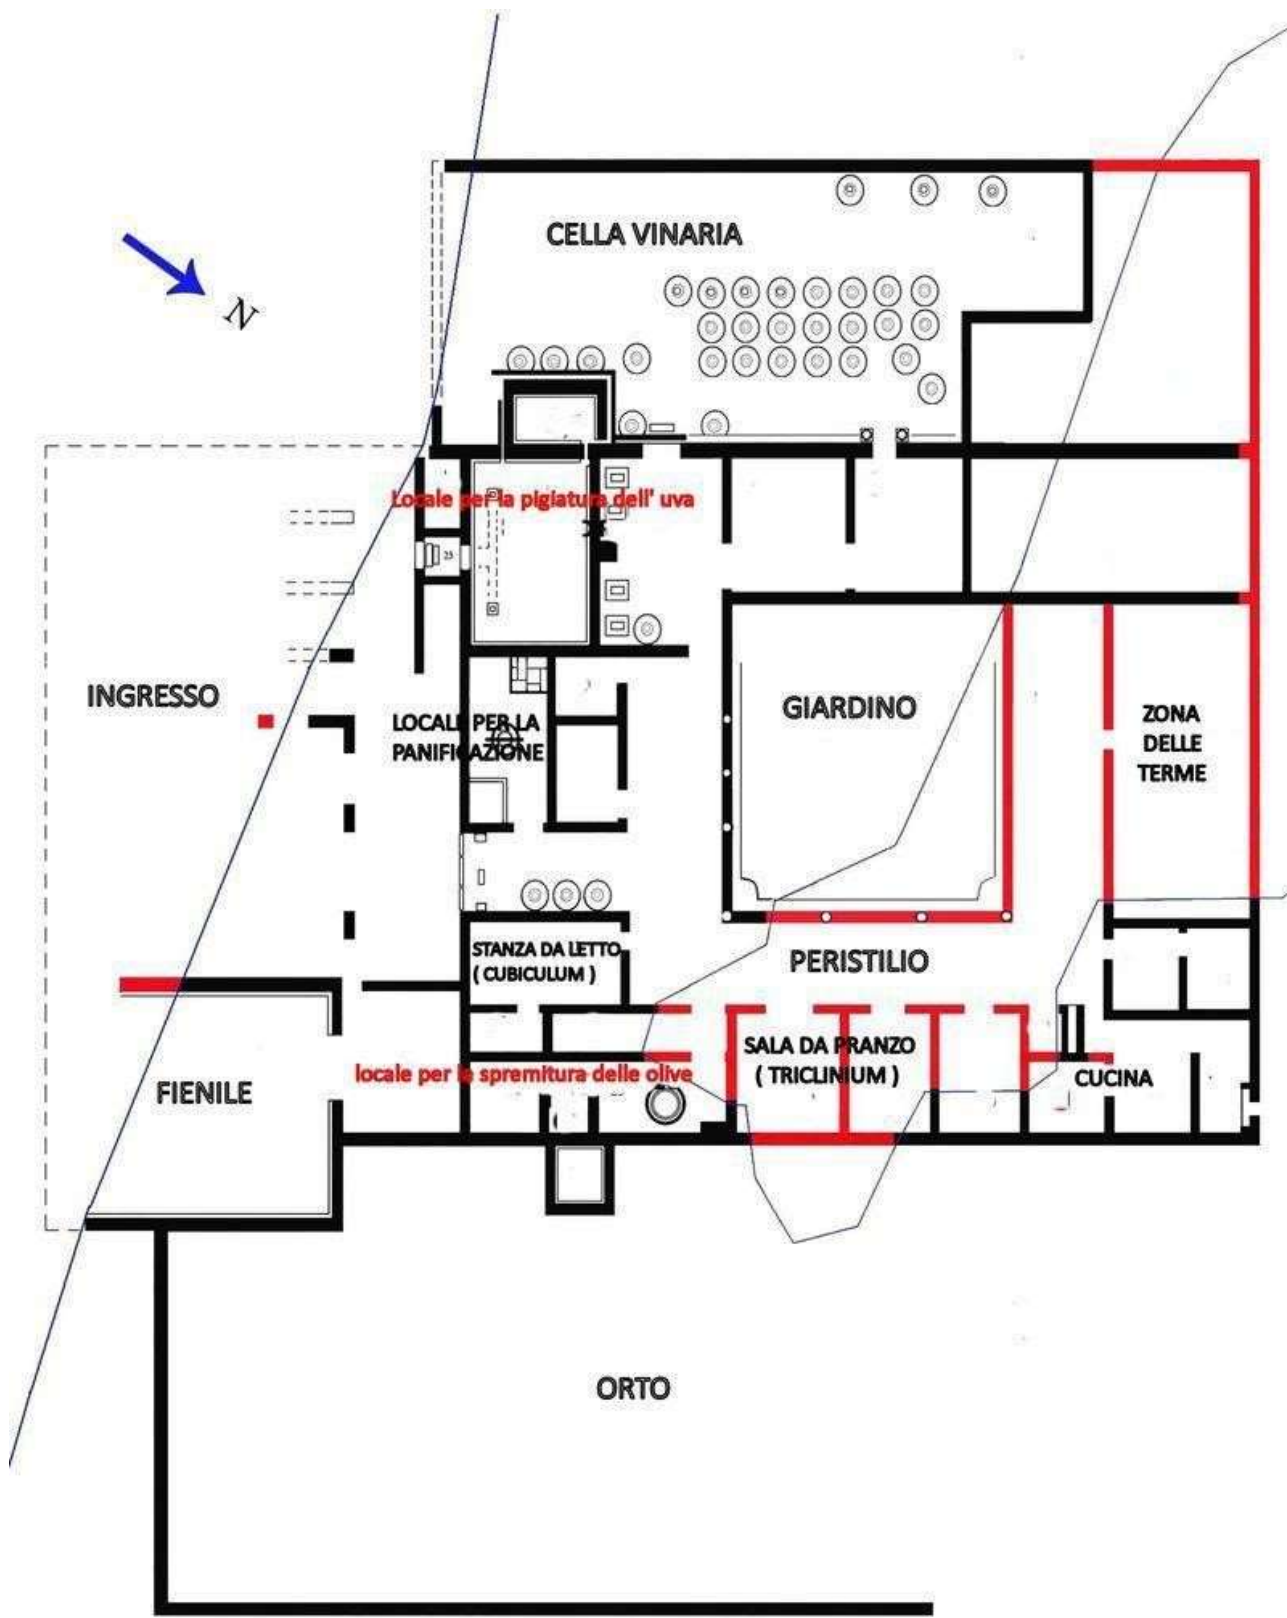 CELLA VINARIA
N
Locale per la pigiatura dell' uva
25
INGRESSO
LOCALE PER LA
PANIFICAZIONE
GIARDINO
ZONA
DELLE
TERME
STANZA DA LETTO
( CUBICULUM )
PERISTILIO
SALA DA PRANZO
( TRICLINIUM )
locale per la spremitura delle olive
CUCINA
FIENILE
ORTO